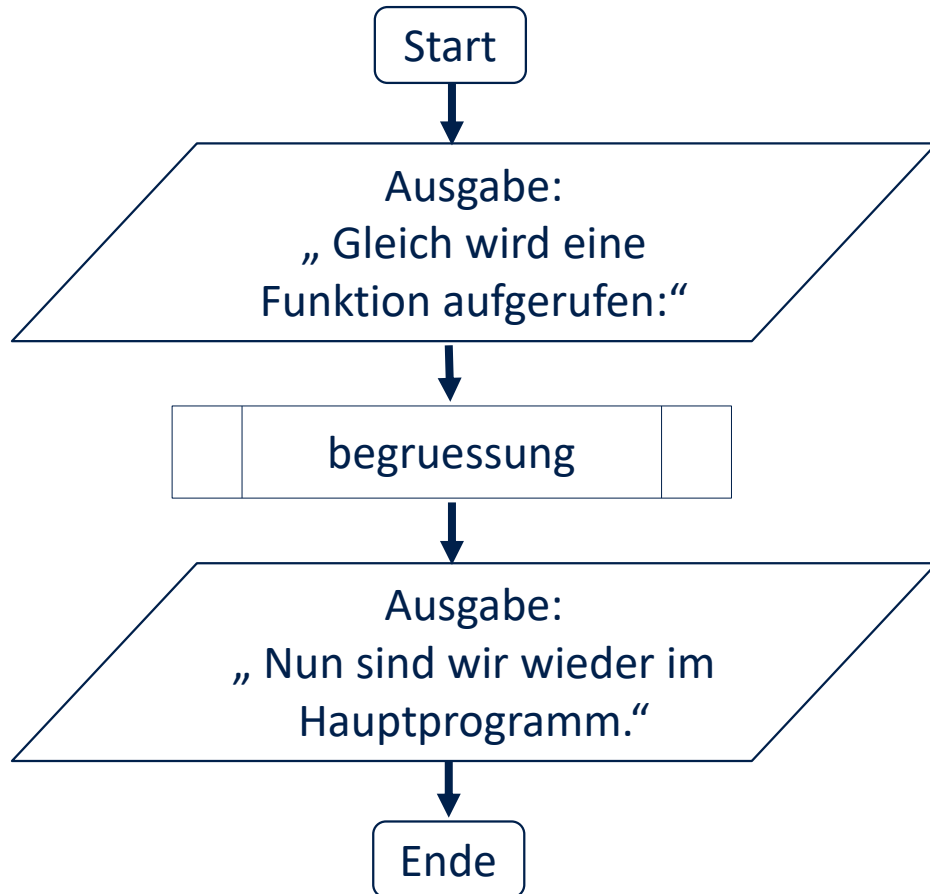 Start
Ausgabe:
„ Gleich wird eine
Funktion aufgerufen:“
begruessung
Ausgabe:
„ Nun sind wir wieder im
Hauptprogramm.“
Ende